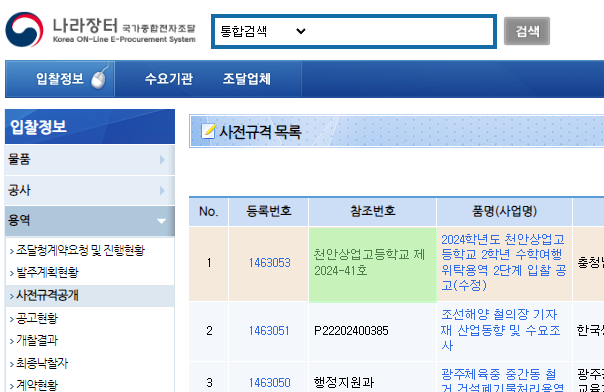 나라장터 국가종합전자조달
Korea ON-Line E-Procurement System
통합검색
검색
입찰정보 수요기관 조달업체
입찰정보
물품
공사
용역
조달청계약요청 및 진행현황
발주계획현황
사전규격공개
공고현황
개찰결과
최종낙찰자
계약현황
사전규격 목록
No. 등록번호 참조번호 품명(사업명)
1 1463053 천안상업고등학교 제
2024-41호
2024학년도 천안상업고
등학교 2학년 수학여행
위탁용역 2단계 입찰 공
고(수정)
충청남
2 1463051 P22202400385
조선해양 철의장 기자
재 산업동향 및 수요조
사
한국
3 1463050 행정지원과
광주체육중 중간동 철
거 건설폐기물처리용역
광주
교육